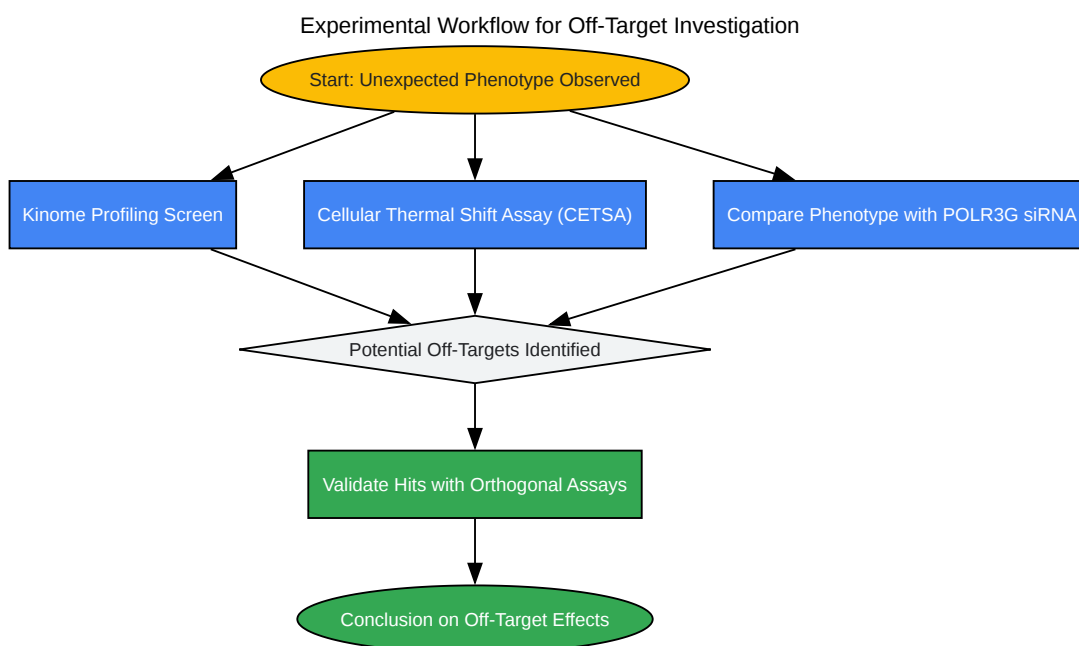 Experimental Workflow for Off-Target Investigation
Start: Unexpected Phenotype Observed
Kinome Profiling Screen
Cellular Thermal Shift Assay (CETSA)
Compare Phenotype with POLR3G siRNA
Potential Off-Targets Identified
Validate Hits with Orthogonal Assays
Conclusion on Off-Target Effects